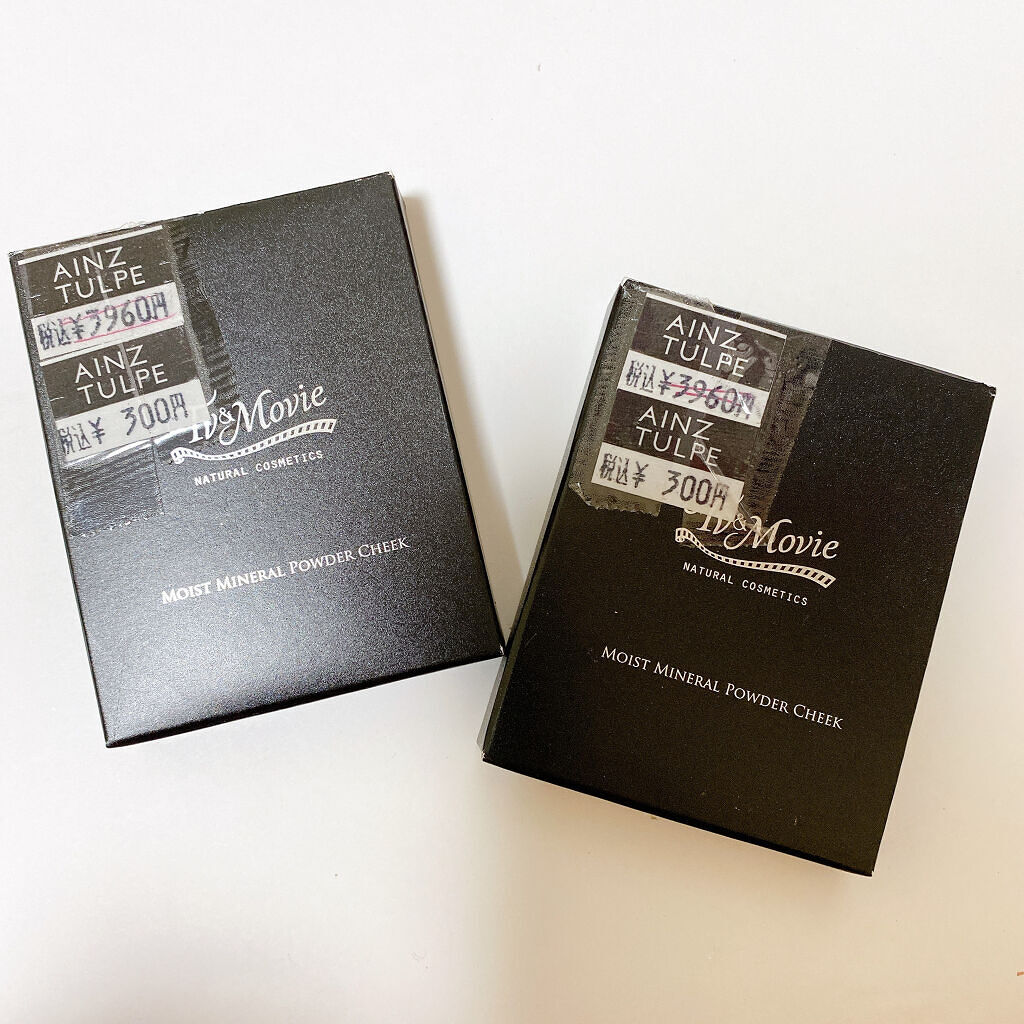 AINZ
TULPE
税込¥3960円
AINZ
TULPE
税込¥ 300円
Tv&Movie
NATURAL COSMETICS
MOIST MINERAL POWDER CHEEK
AINZ
TULPE
税込¥3960円
AINZ
TULPE
税込¥ 300円
Tv&Movie
NATURAL COSMETICS
MOIST MINERAL POWDER CHEEK